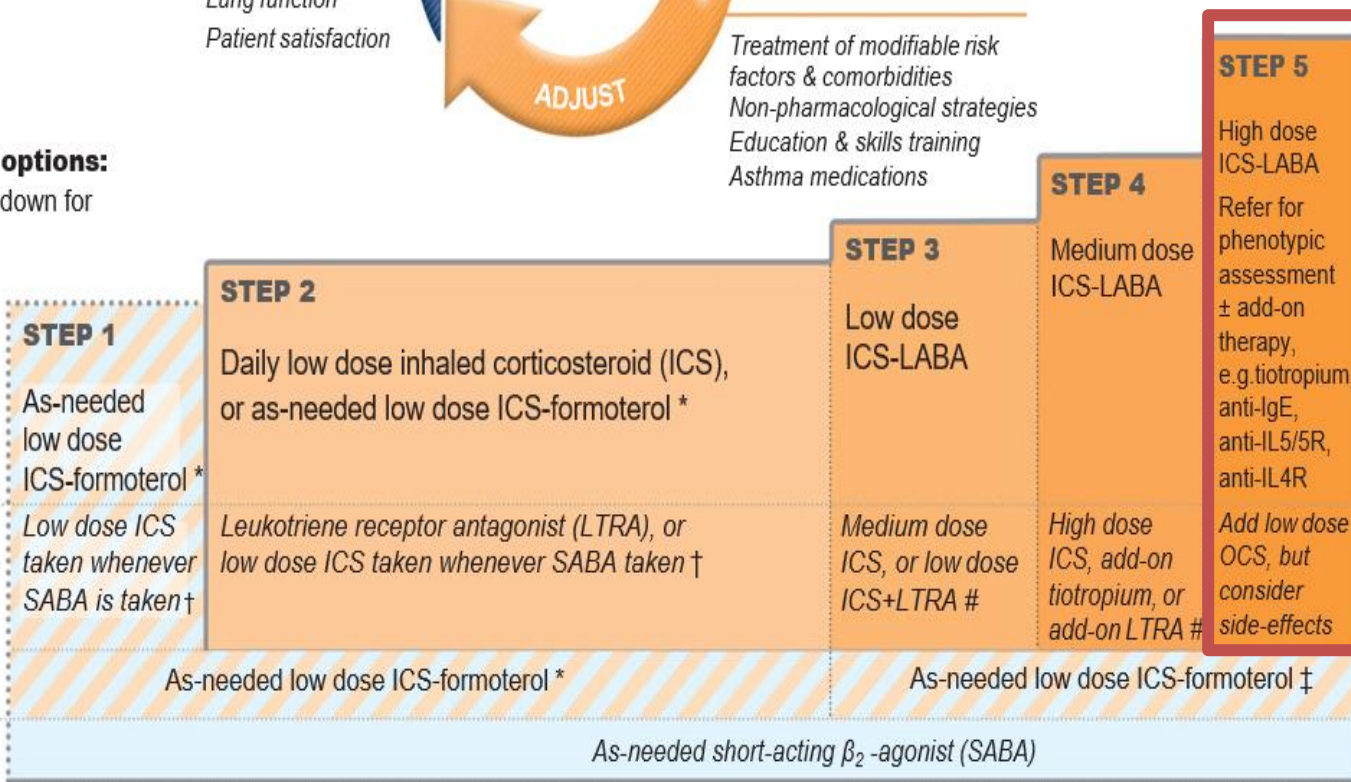 Lung function
Patient satisfaction
ADJUST
Treatment of modifiable risk
factors & comorbidities
Non-pharmacological strategies
Education & skills training
Asthma medications
options:
down for
STEP 1
As-needed
low dose
ICS-formoterol *
STEP 2
Daily low dose inhaled corticosteroid (ICS),
or as-needed low dose ICS-formoterol *
STEP 3
Low dose
ICS-LABA
STEP 4
Medium dose
ICS-LABA
STEP 5
High dose
ICS-LABA
Refer for
phenotypic
assessment
± add-on
therapy,
e.g.tiotropium,
anti-IgE,
anti-IL5/5R,
anti-IL4R
Low dose ICS
taken whenever
SABA is taken †
Leukotriene receptor antagonist (LTRA), or
low dose ICS taken whenever SABA taken †
Medium dose
ICS, or low dose
ICS+LTRA #
High dose
ICS, add-on
tiotropium, or
add-on LTRA #
Add low dose
OCS, but
consider
side-effects
As-needed low dose ICS-formoterol *
As-needed low dose ICS-formoterol ‡
As-needed short-acting β₂ -agonist (SABA)